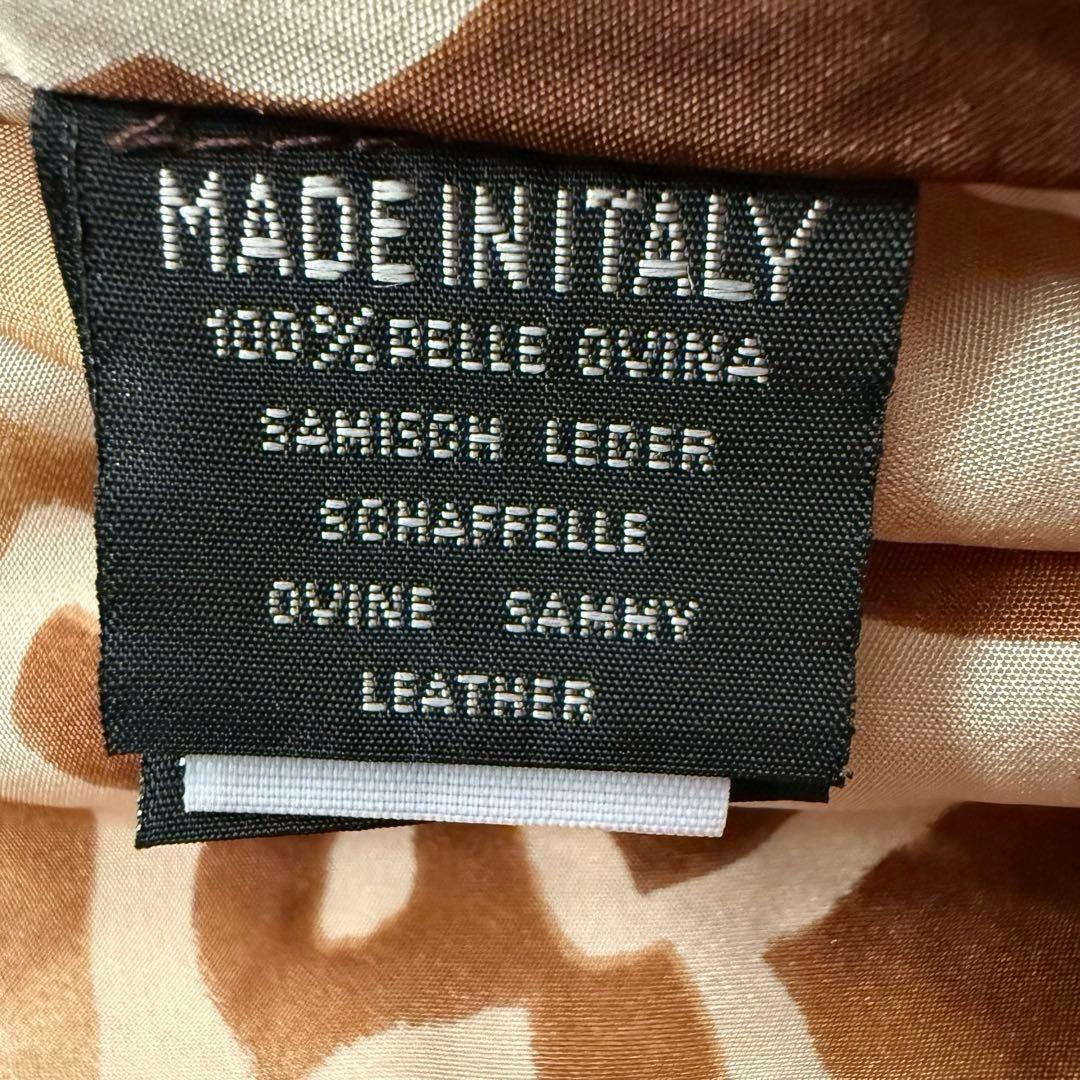 MADE IN ITALY
100% PELLE OVINA
SAMISCH LEDER
SCHAFFELLE
OVINE SAMMY
LEATHER